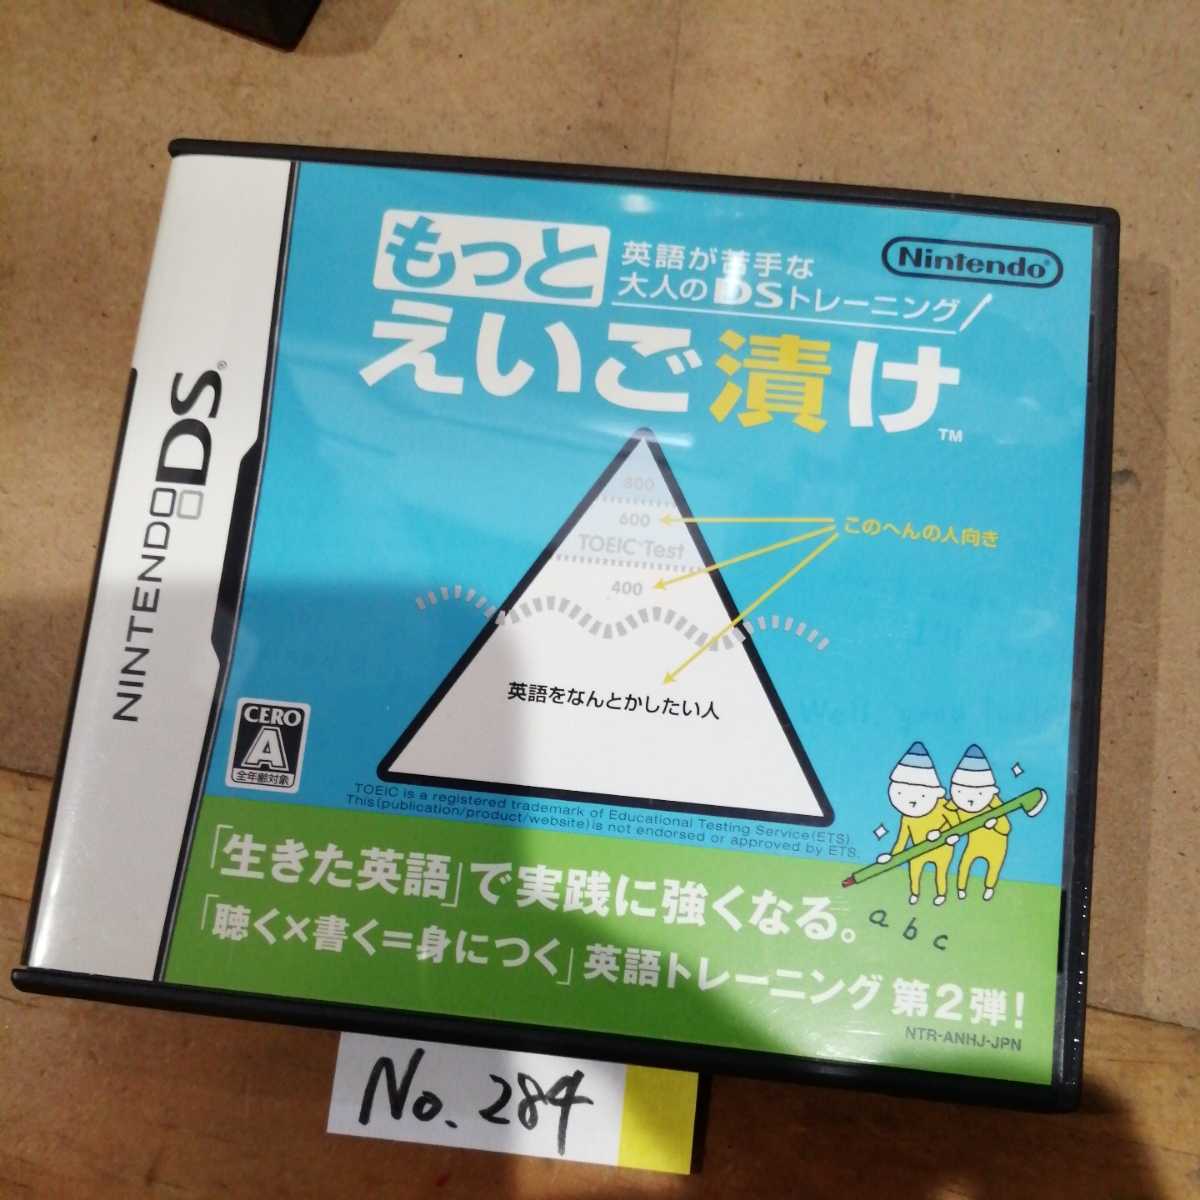 NINTENDO DS
もっと
英語が苦手な
大人のDSトレーニング
Nintendo®
えいご漬け™
800
600
TOEIC Test
400
このへんの人向き
英語をなんとかしたい人
CERO
A
全年齢対象
TOEIC is a registered trademark of Educational Testing Service(ETS).
This(publication/product/website)is not endorsed or approved by ETS.
「生きた英語」で実践に強くなる。
abc
「聴く×書く=身につく」英語トレーニング 第2弾!
NTR-ANHJ-JPN
No.284